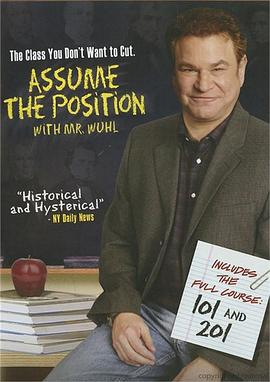 The Class You Don't Want to Cut.
ASSUME
THE POSITION
WITH MR. WUHL
"Historical
and Hysterical"
- NY Daily News
INCLUDES
THE
FULL COURSE:
101 AND
201